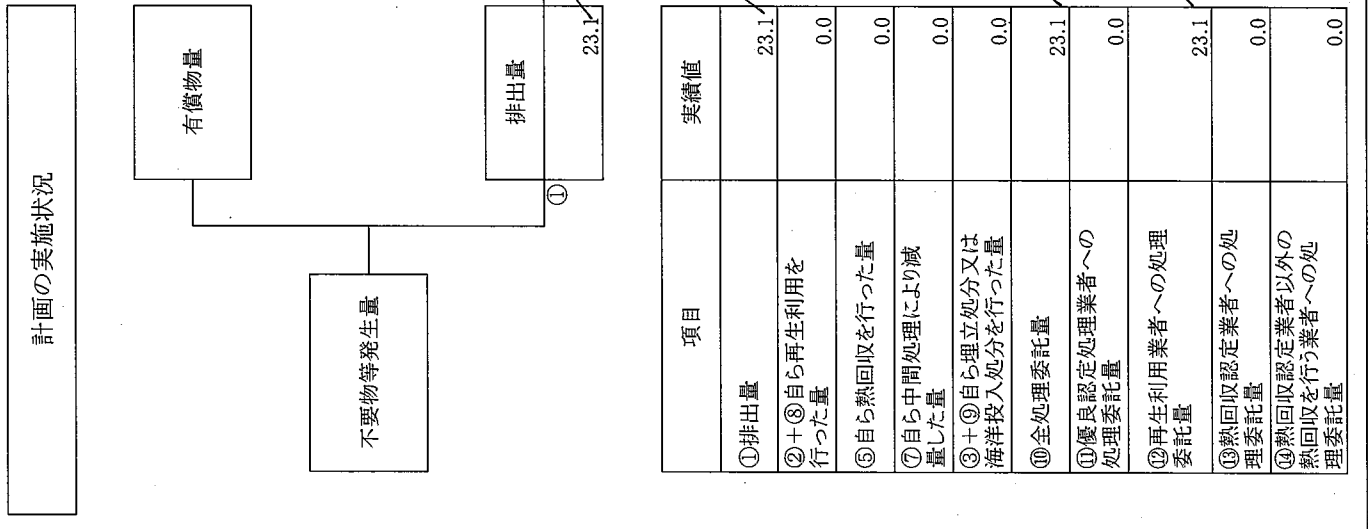 計画の実施状況
有償物量
不要物等発生量
排出量
①
23.1
項目
実績値
①排出量
23.1
②+⑧自ら再生利用を
行った量
0.0
⑤自ら熱回収を行った量
0.0
⑦自ら中間処理により減
量した量
0.0
③+⑨自ら埋立処分又は
海洋投入処分を行った量
0.0
⑩全処理委託量
23.1
⑪優良認定処理業者への
処理委託量
0.0
⑫再生利用業者への処理
委託量
23.1
⑬熱回収認定業者への処
理委託量
0.0
⑭熱回収認定業者以外の
熱回収を行う業者への処
理委託量
0.0